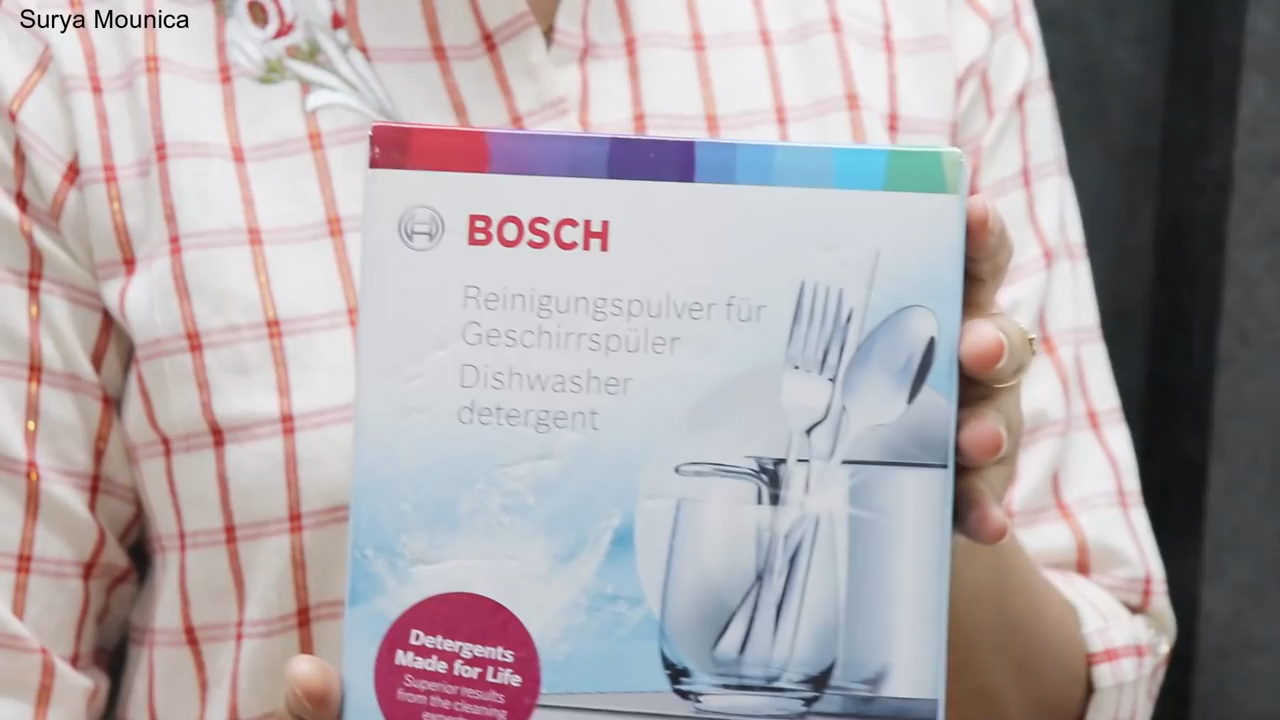 Surya Mounica
BOSCH
Reinigungspulver für
Geschirrspüler
Dishwasher
detergent
Detergents
Made for Life
Superior results
from the cleaning